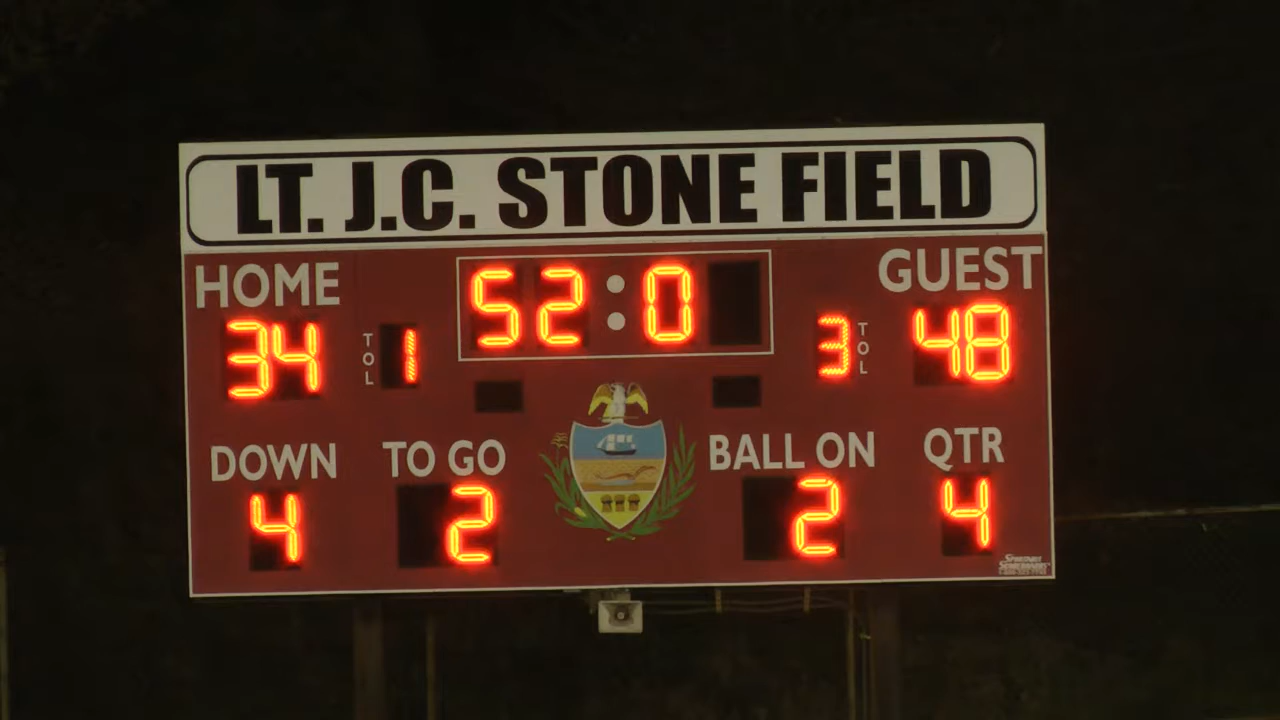 LT. J.C. STONE FIELD
HOME 52:0 GUEST
34 TOL 1 3 TOL 48
DOWN TO GO BALL ON QTR
4 2 2 4